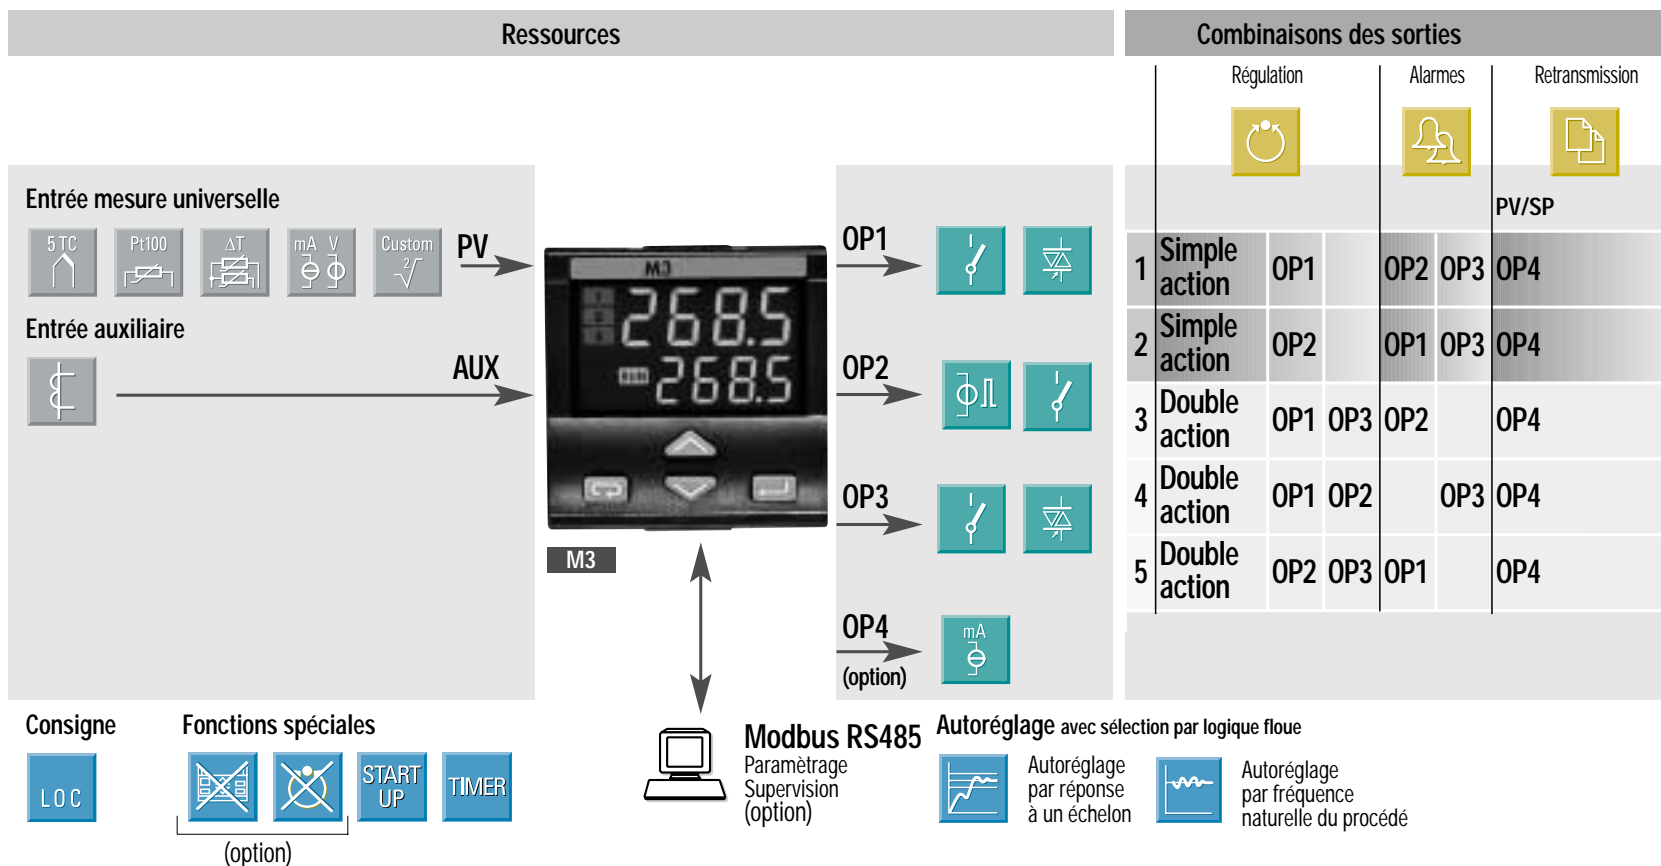 Ressources
Combinaisons des sorties
Régulation
Alarmes
Retransmission
Entrée mesure universelle
5 TC
Pt100
ΔT
mA V
Custom
2√
PV
Entrée auxiliaire
AUX
M3
268.5
268.5
M3
OP1
OP2
OP3
OP4
(option)
mA
PV/SP
1 Simple action OP1 OP2 OP3 OP4
2 Simple action OP2 OP1 OP3 OP4
3 Double action OP1 OP3 OP2 OP4
4 Double action OP1 OP2 OP3 OP4
5 Double action OP2 OP3 OP1 OP4
Consigne
LOC
Fonctions spéciales
START UP
TIMER
(option)
Modbus RS485
Paramètrage
Supervision
(option)
Autoréglage avec sélection par logique floue
Autoréglage
par réponse
à un échelon
Autoréglage
par fréquence
naturelle du procédé